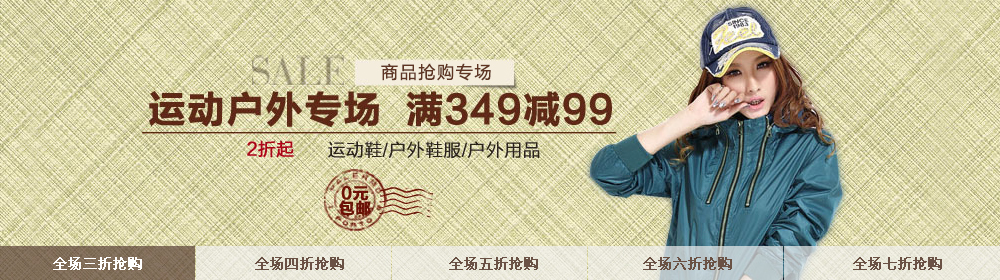 SINCE
1983
SALE
商品抢购专场
运动户外专场 满349减99
2折起 运动鞋/户外鞋服/户外用品
0元
包邮
PORTO
全场三折抢购 全场四折抢购 全场五折抢购 全场六折抢购 全场七折抢购